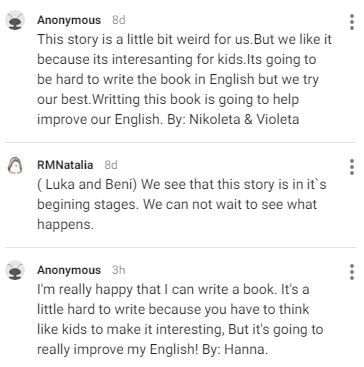 Anonymous 8d
This story is a little bit weird for us.But we like it
because its interesanting for kids.Its going to
be hard to write the book in English but we try
our best.Writting this book is going to help
improve our English. By: Nikoleta & Violeta
RMNatalia 8d
( Luka and Beni) We see that this story is in it`s
begining stages. We can not wait to see what
happens.
Anonymous 3h
I'm really happy that I can write a book. It's a
little hard to write because you have to think
like kids to make it interesting, But it's going to
really improve my English! By: Hanna.